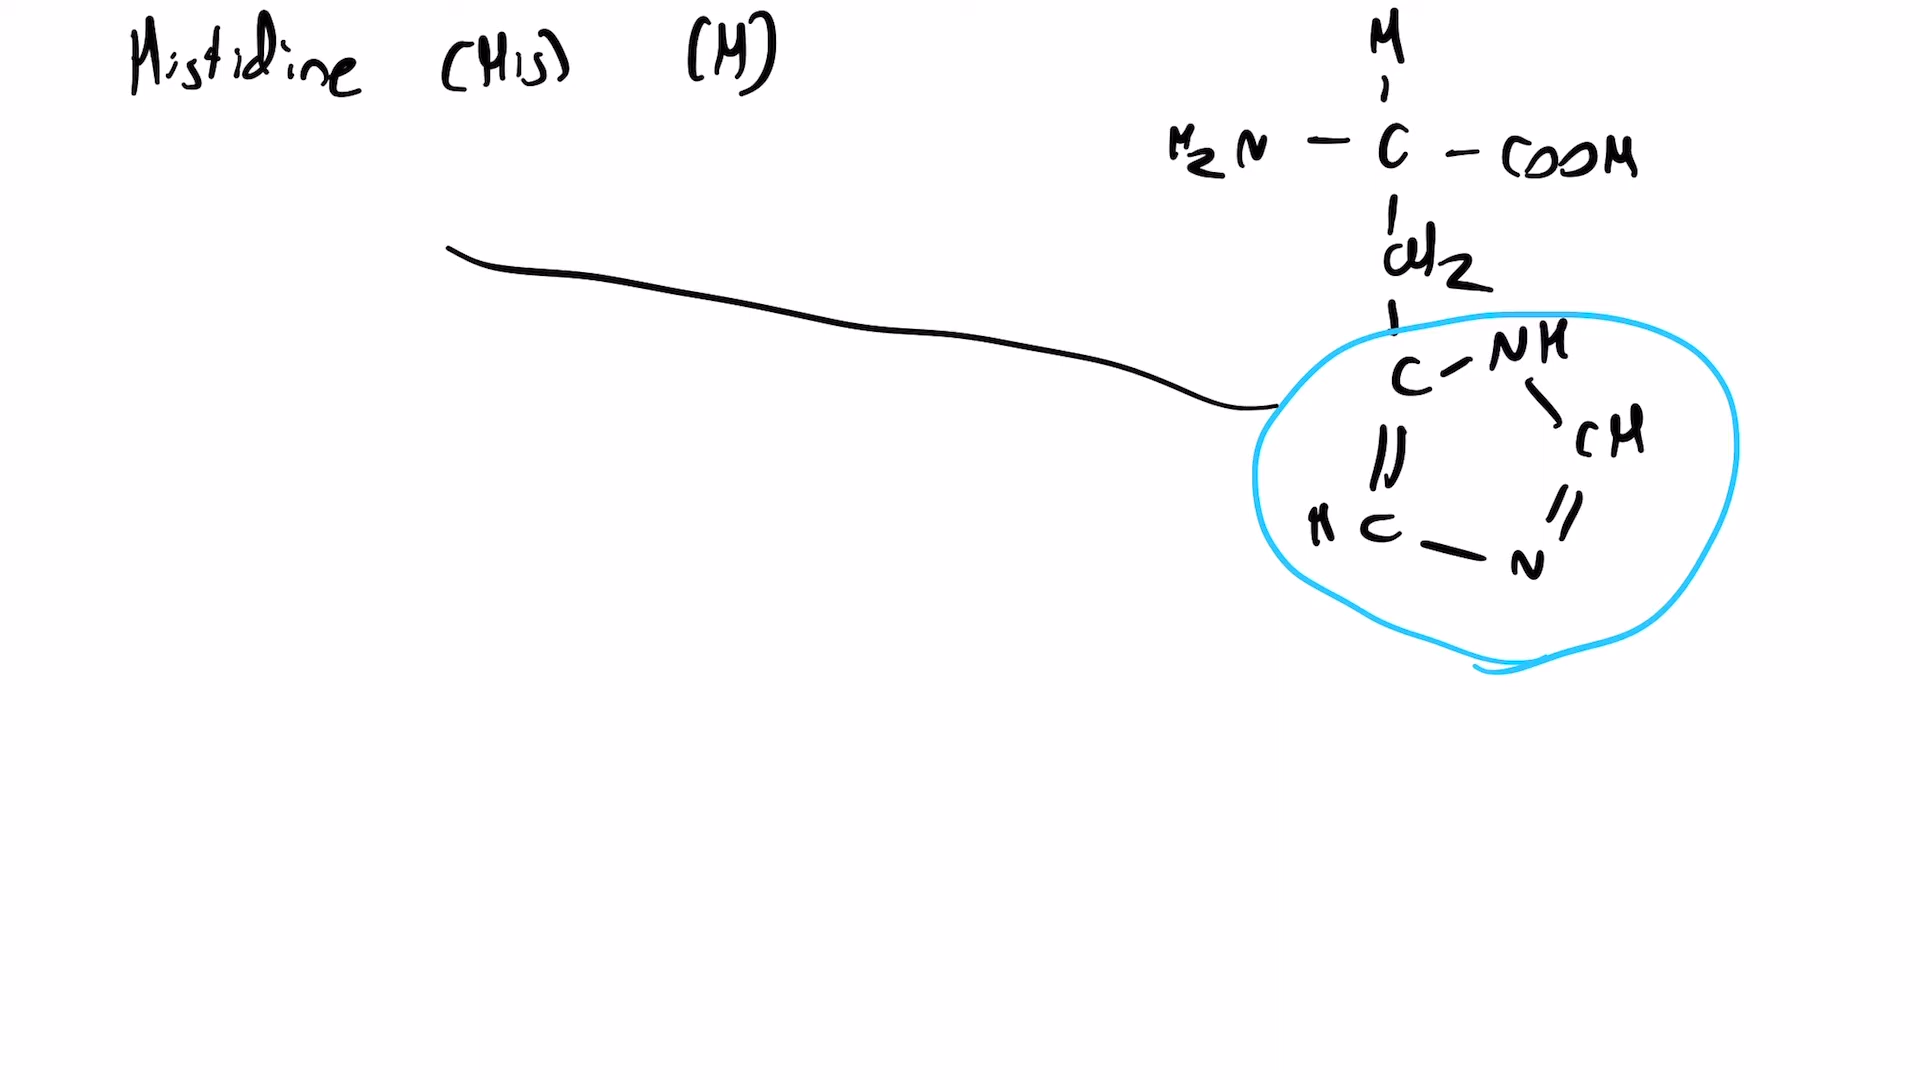 Histidine (His) (H)
H
H2N - C - COOH
CH2
C - NH
CH
HC - N